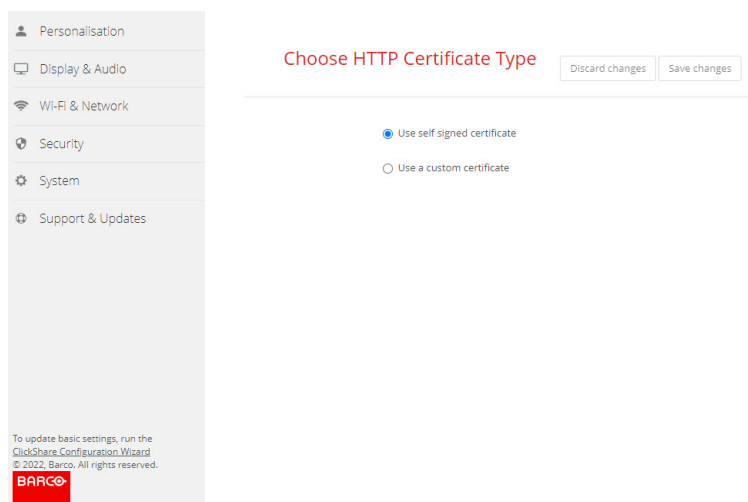 Personalisation
Display & Audio
Wi-Fi & Network
Security
System
Support & Updates
To update basic settings, run the
ClickShare Configuration Wizard
© 2022, Barco. All rights reserved.
BARCO
Choose HTTP Certificate Type
Discard changes
Save changes
Use self signed certificate
Use a custom certificate